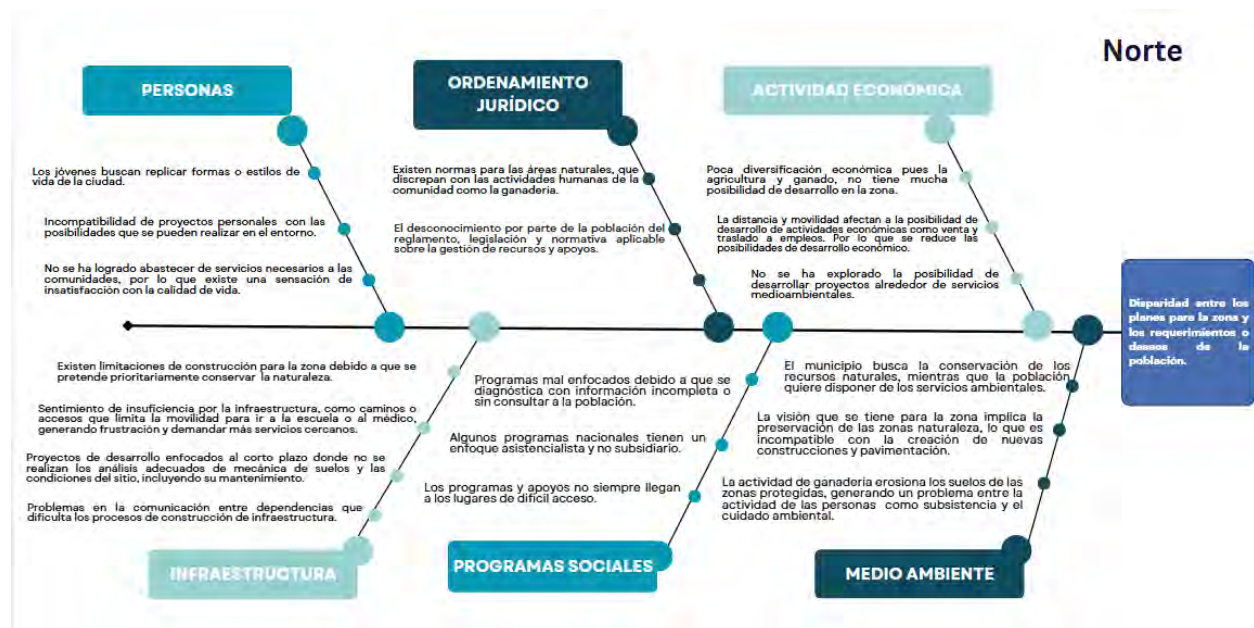 Norte
PERSONAS
Los jóvenes buscan replicar formas o estilos de
vida de la ciudad.
Incompatibilidad de proyectos personales con las
posibilidades que se pueden realizar en el entorno.
No se ha logrado abastecer de servicios necesarios a las
comunidades, por lo que existe una sensación de
insatisfacción con la calidad de vida.
ORDENAMIENTO
JURÍDICO
Existen normas para las áreas naturales, que
discrepan con las actividades humanas de la
comunidad como la ganadería.
El desconocimiento por parte de la población del
reglamento, legislación y normativa aplicable
sobre la gestión de recursos y apoyos.
ACTIVIDAD ECONÓMICA
Poca diversificación económica pues la
agricultura y ganado, no tiene mucha
posibilidad de desarrollo en la zona.
La distancia y movilidad afectan a la posibilidad de
desarrollo de actividades económicas como venta y
traslado a empleos. Por lo que se reduce las
posibilidades de desarrollo económico.
No se ha explorado la posibilidad de
desarrollar proyectos alrededor de servicios
medioambientales.
Disparidad entre los
planes para la zona y
los requerimientos o
deseos de la
población.
Existen limitaciones de construcción para la zona debido a que se
pretende prioritariamente conservar la naturaleza.
Sentimiento de insuficiencia por la infraestructura, como caminos o
accesos que limita la movilidad para ir a la escuela o al médico,
generando frustración y demandar más servicios cercanos.
Proyectos de desarrollo enfocados al corto plazo donde no se
realizan los análisis adecuados de mecánica de suelos y las
condiciones del sitio, incluyendo su mantenimiento.
Problemas en la comunicación entre dependencias que
dificulta los procesos de construcción de infraestructura.
INFRAESTRUCTURA
Programas mal enfocados debido a que se
diagnóstica con información incompleta o
sin consultar a la población.
Algunos programas nacionales tienen un
enfoque asistencialista y no subsidiario.
Los programas y apoyos no siempre llegan
a los lugares de difícil acceso.
PROGRAMAS SOCIALES
El municipio busca la conservación de los
recursos naturales, mientras que la población
quiere disponer de los servicios ambientales.
La visión que se tiene para la zona implica la
preservación de las zonas naturaleza, lo que es
incompatible con la creación de nuevas
construcciones y pavimentación.
La actividad de ganadería erosiona los suelos de las
zonas protegidas, generando un problema entre la
actividad de las personas como subsistencia y el
cuidado ambiental.
MEDIO AMBIENTE